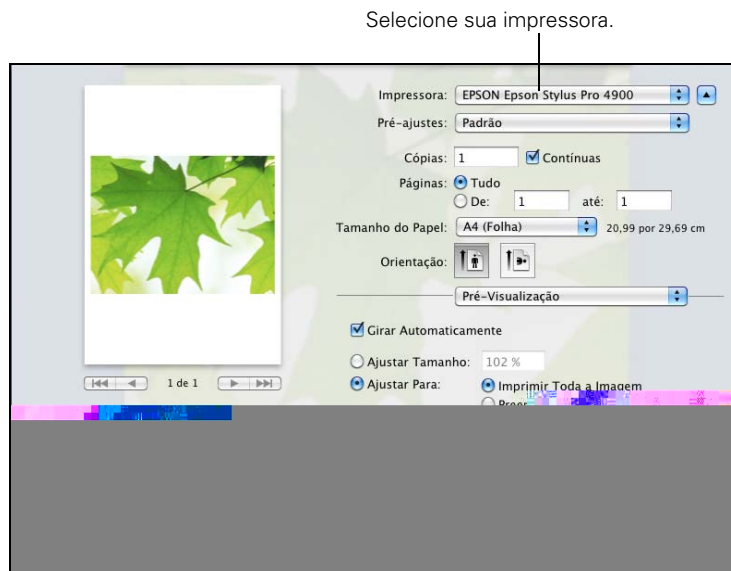 Selecione sua impressora.
Impressora: EPSON Epson Stylus Pro 4900
Pré-ajustes: Padrão
Cópias: 1 Contínuas
Páginas: Tudo
De: 1 até: 1
Tamanho do Papel: A4 (Folha) 20,99 por 29,69 cm
Orientação:
Pré-Visualização
Girar Automaticamente
Ajustar Tamanho: 102 %
1 de 1
Ajustar Para: Imprimir Toda a Imagem